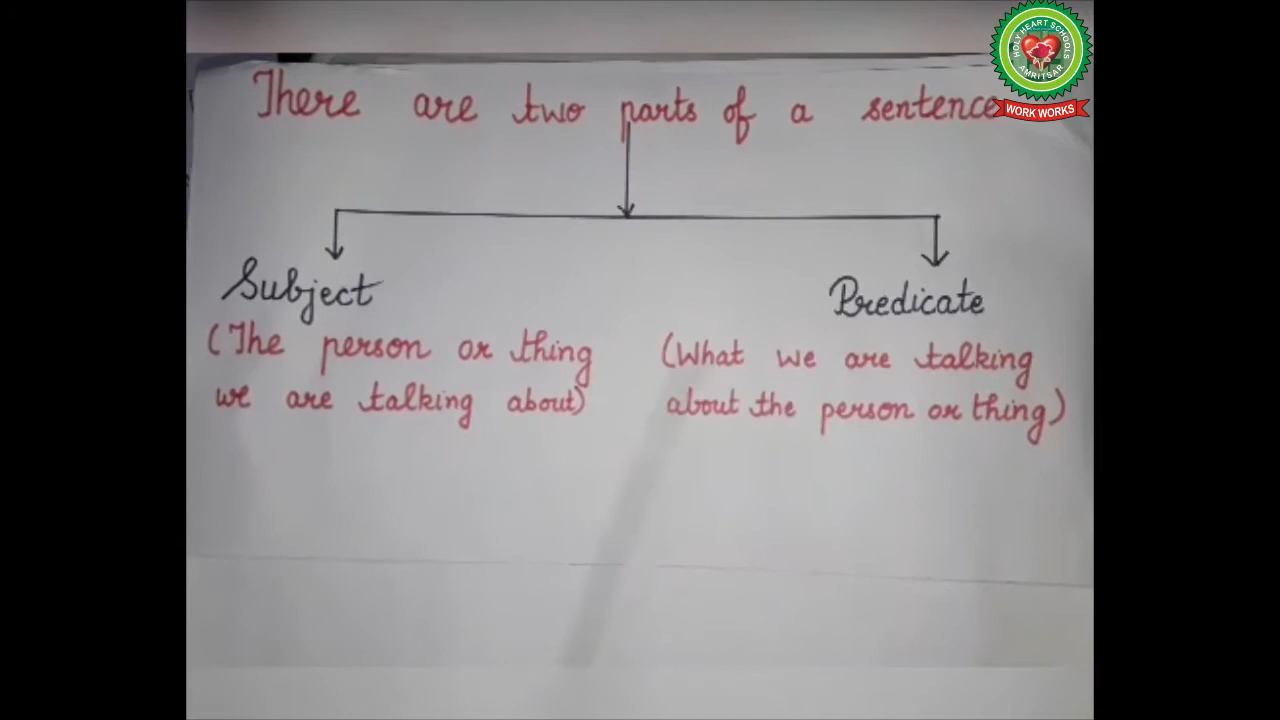 There are two parts of a sentence
Subject
(The person or thing
we are talking about)
Predicate
(What we are talking
about the person or thing)
HOLY HEART SCHOOLS
AMRITSAR
WORK WORKS